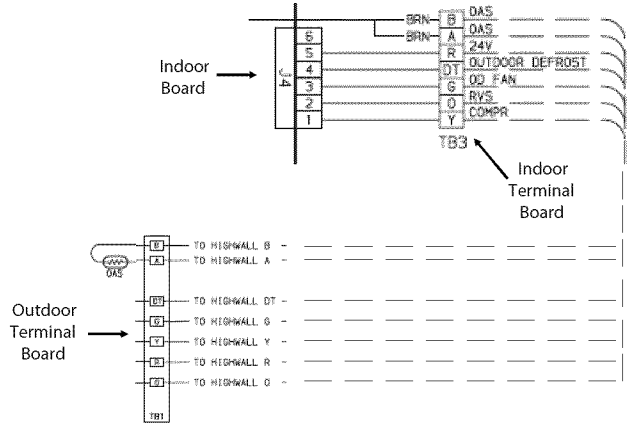 BRN B OAS
BRN A OAS
6
5 R 24V
Indoor Board
J4
4 DT OUTDOOR DEFROST
3 G OD FAN
2 O RVS
1 Y COMPR
TB3
Indoor Terminal Board
B TO HIGHWALL B
A TO HIGHWALL A
OAS
DT TO HIGHWALL DT
Outdoor Terminal Board
G TO HIGHWALL G
Y TO HIGHWALL Y
R TO HIGHWALL R
O TO HIGHWALL O
TB1